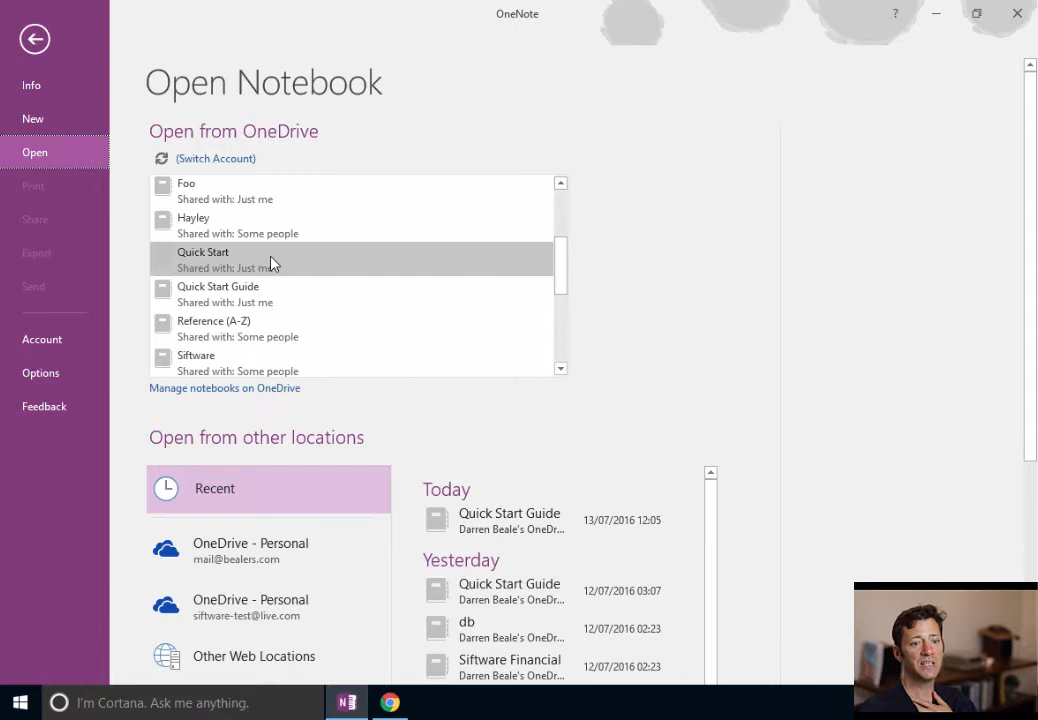 OneNote
?
Info
New
Open
Print
Share
Export
Send
Account
Options
Feedback
Open Notebook
Open from OneDrive
(Switch Account)
Foo
Shared with: Just me
Hayley
Shared with: Some people
Quick Start
Shared with: Just me
Quick Start Guide
Shared with: Just me
Reference (A-Z)
Shared with: Some people
Siftware
Shared with: Some people
Manage notebooks on OneDrive
Open from other locations
Recent
OneDrive - Personal
mail@bealers.com
OneDrive - Personal
siftware-test@live.com
Other Web Locations
Today
Quick Start Guide
Darren Beale's OneDr...
13/07/2016 12:05
Yesterday
Quick Start Guide
Darren Beale's OneDr...
12/07/2016 03:07
db
Darren Beale's OneDr...
12/07/2016 02:23
Siftware Financial
Darren Beale's OneDr...
12/07/2016 02:23
I'm Cortana. Ask me anything.
N